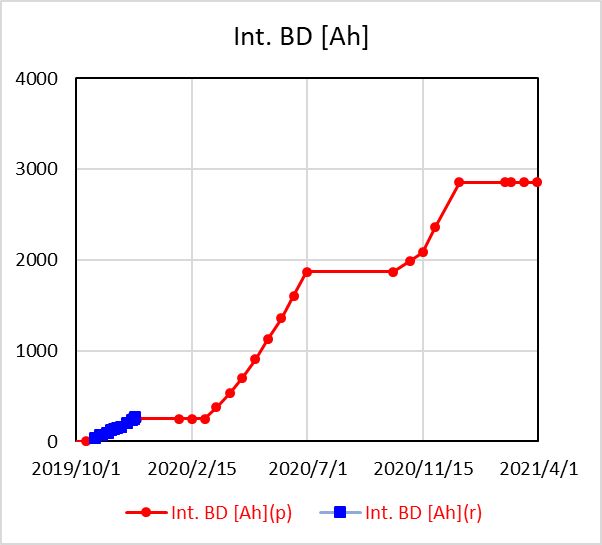 Int. BD [Ah]
4000
3000
2000
1000
0
2019/10/1 2020/2/15 2020/7/1 2020/11/15 2021/4/1
Int. BD [Ah](p) Int. BD [Ah](r)